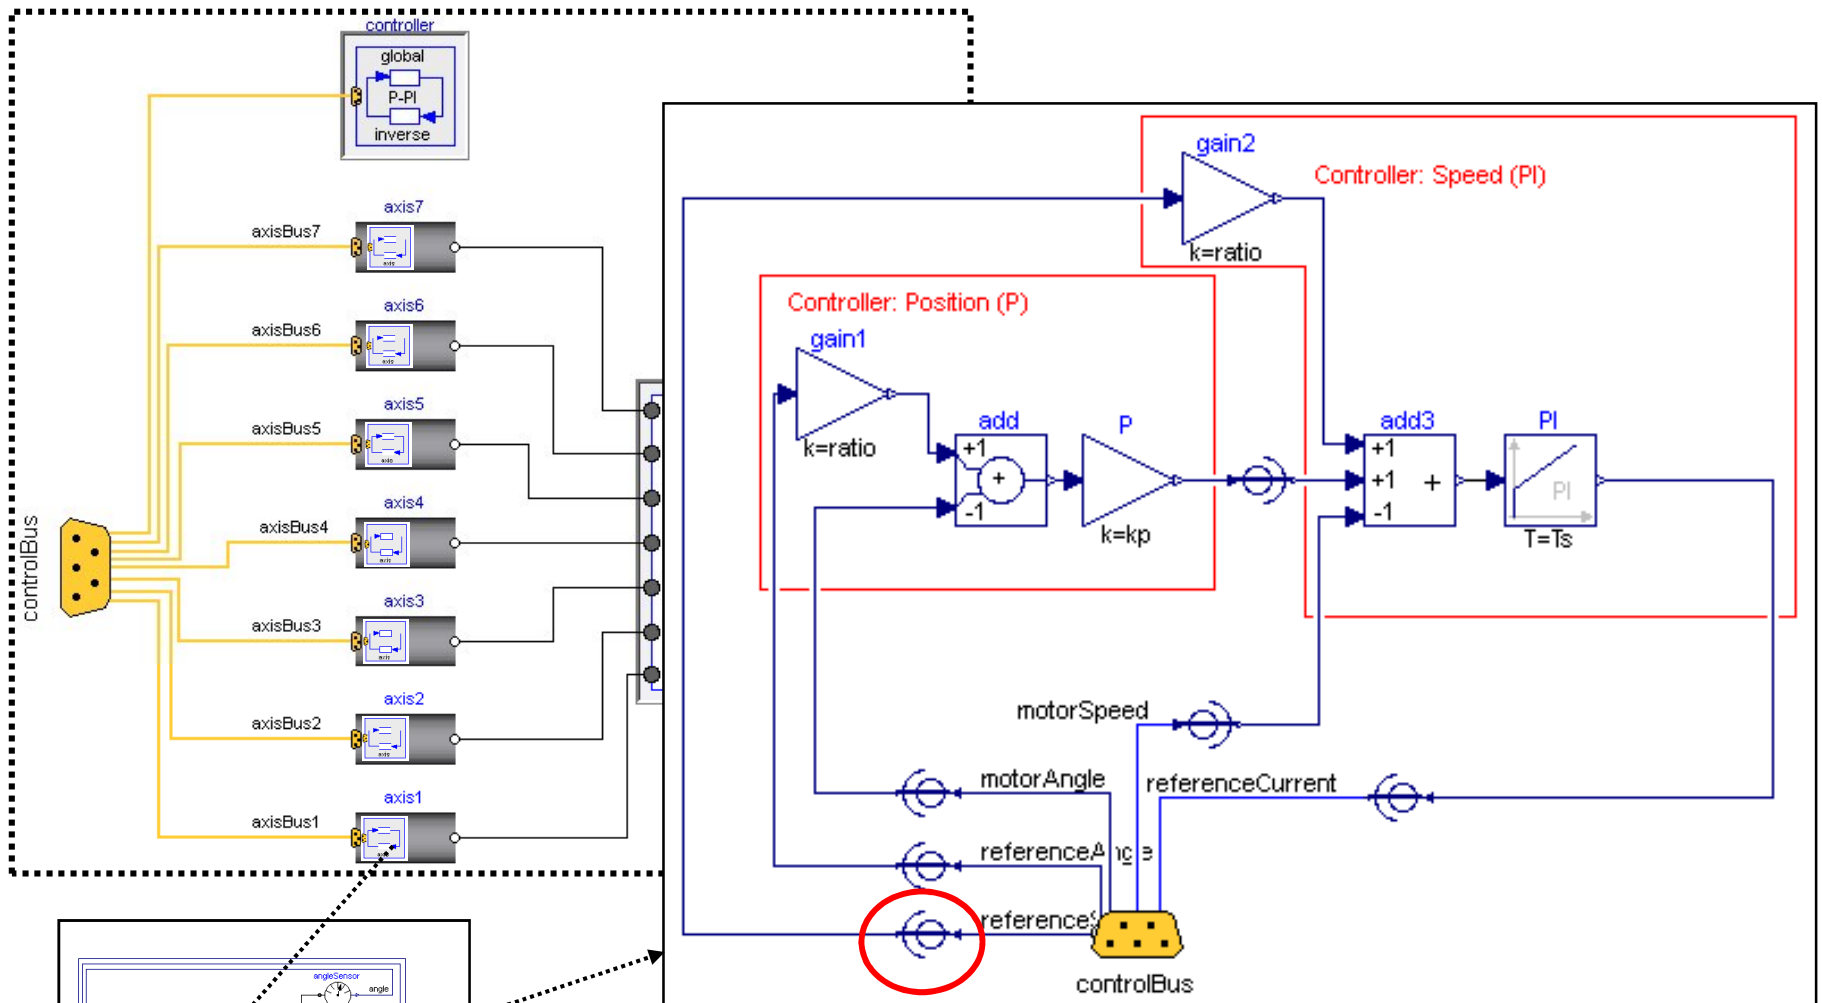 controller
global
P-PI
inverse
axis7
axisBus7
axis6
axisBus6
axis5
axisBus5
axis4
axisBus4
axis3
axisBus3
axis2
axisBus2
axis1
axisBus1
controlBus
gain2
Controller: Speed (PI)
k=ratio
Controller: Position (P)
gain1
k=ratio
add
+1
+
-1
P
k=kp
add3
+1
+1
+
-1
PI
PI
T=Ts
motorSpeed
motorAngle
referenceCurrent
referenceAngle
reference
controlBus
angleSensor
angle